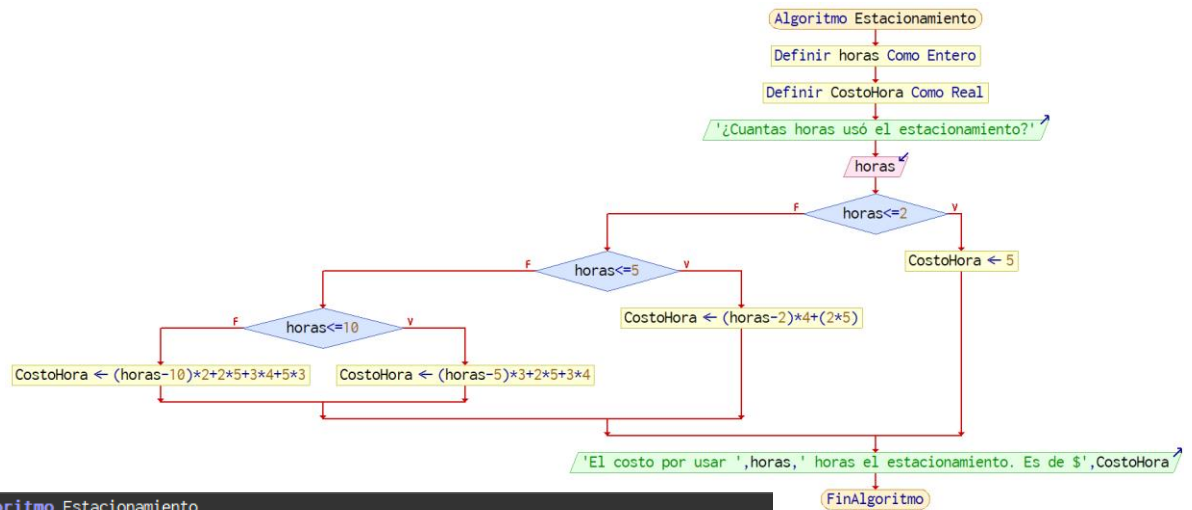 Algoritmo Estacionamiento
Definir horas Como Entero
Definir CostoHora Como Real
'¿Cuantas horas usó el estacionamiento?'
horas
F horas<=2 V
CostoHora ← 5
F horas<=5 V
CostoHora ← (horas-2)*4+(2*5)
F horas<=10 V
CostoHora ← (horas-10)*2+2*5+3*4+5*3
CostoHora ← (horas-5)*3+2*5+3*4
'El costo por usar ',horas,' horas el estacionamiento. Es de $',CostoHora
FinAlgoritmo
oritmo Estacionamiento